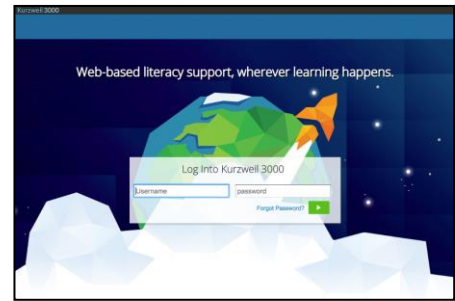 Kurzweil 3000
Web-based literacy support, wherever learning happens.
Log Into Kurzweil 3000
Username password
Forgot Password?